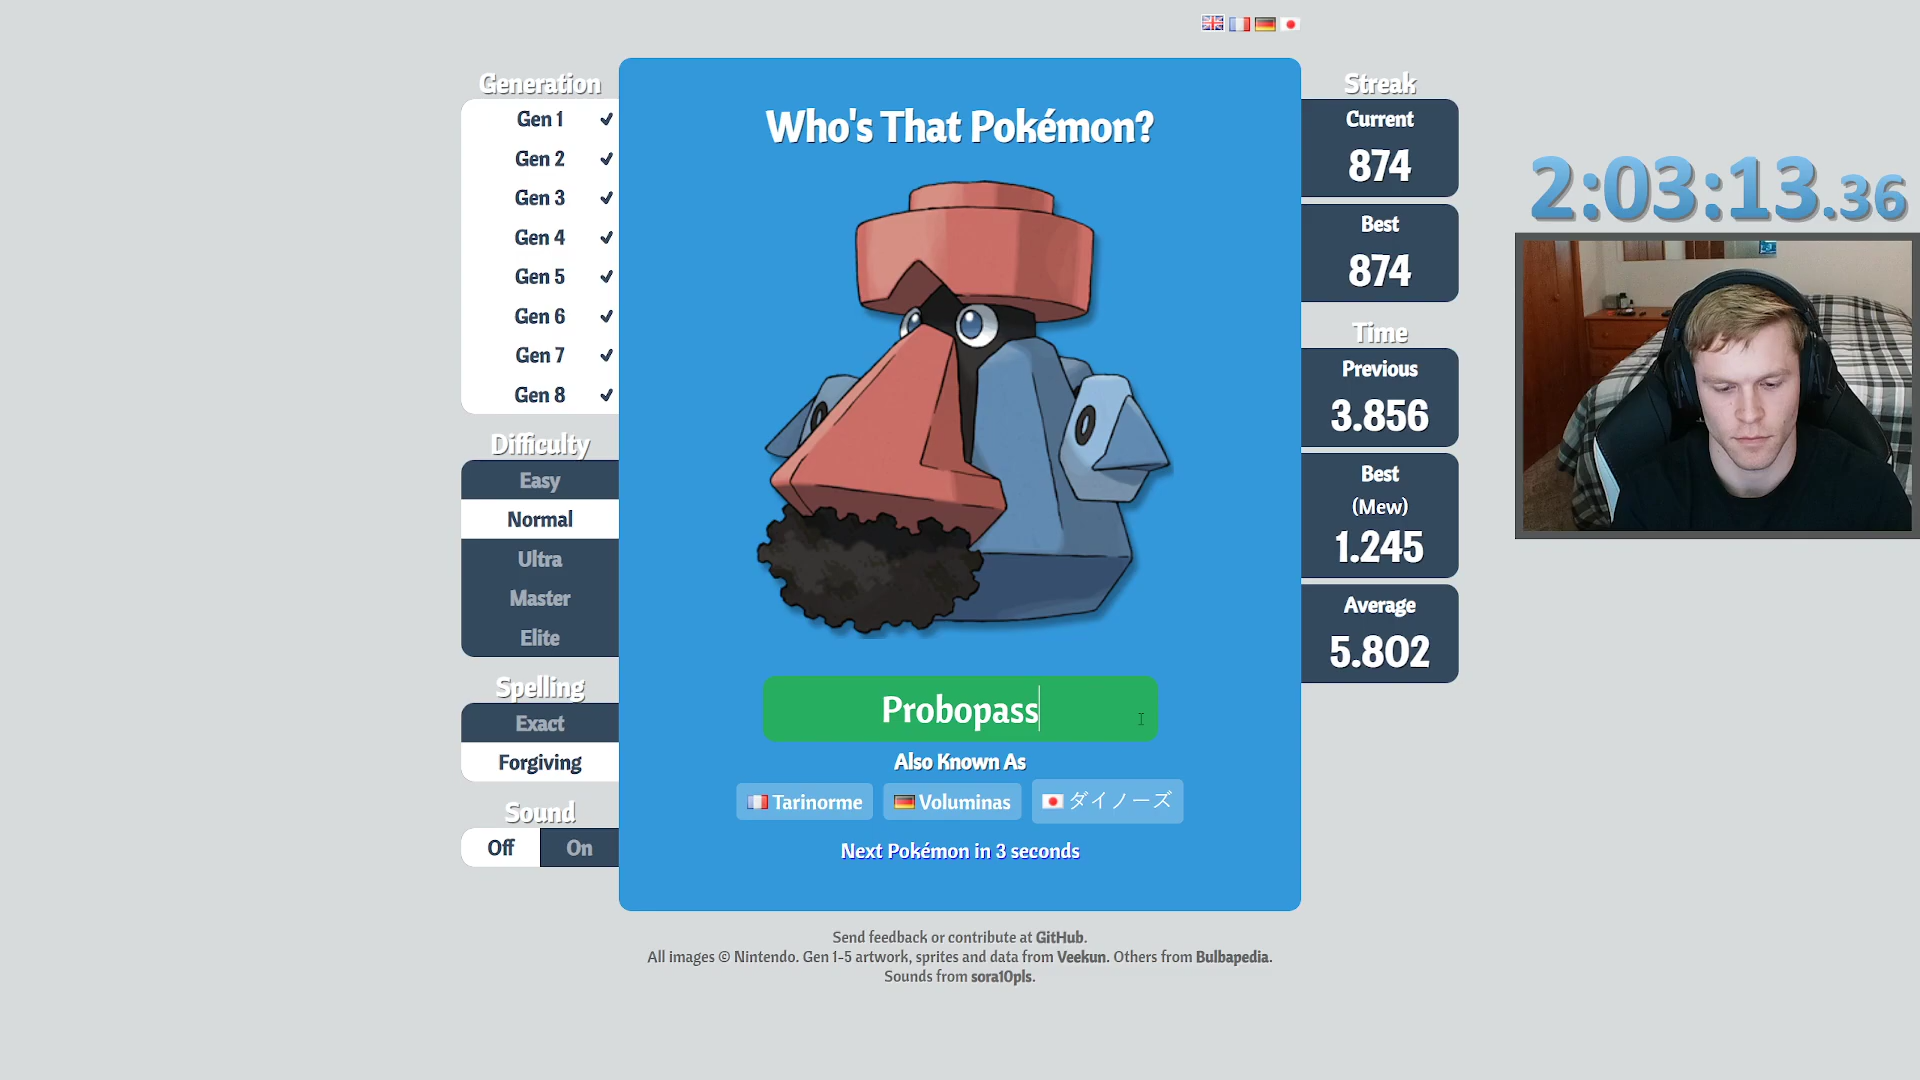 Generation
Gen 1
Gen 2
Gen 3
Gen 4
Gen 5
Gen 6
Gen 7
Gen 8
Difficulty
Easy
Normal
Ultra
Master
Elite
Spelling
Exact
Forgiving
Sound
Off On
Who's That Pokémon?
Probopass
Also Known As
Tarinorme Voluminas ダイノーズ
Next Pokémon in 3 seconds
Streak
Current
874
Best
874
Time
Previous
3.856
Best
(Mew)
1.245
Average
5.802
2:03:13.36
Send feedback or contribute at GitHub.
All images © Nintendo. Gen 1-5 artwork, sprites and data from Veekun. Others from Bulbapedia.
Sounds from sora10pls.